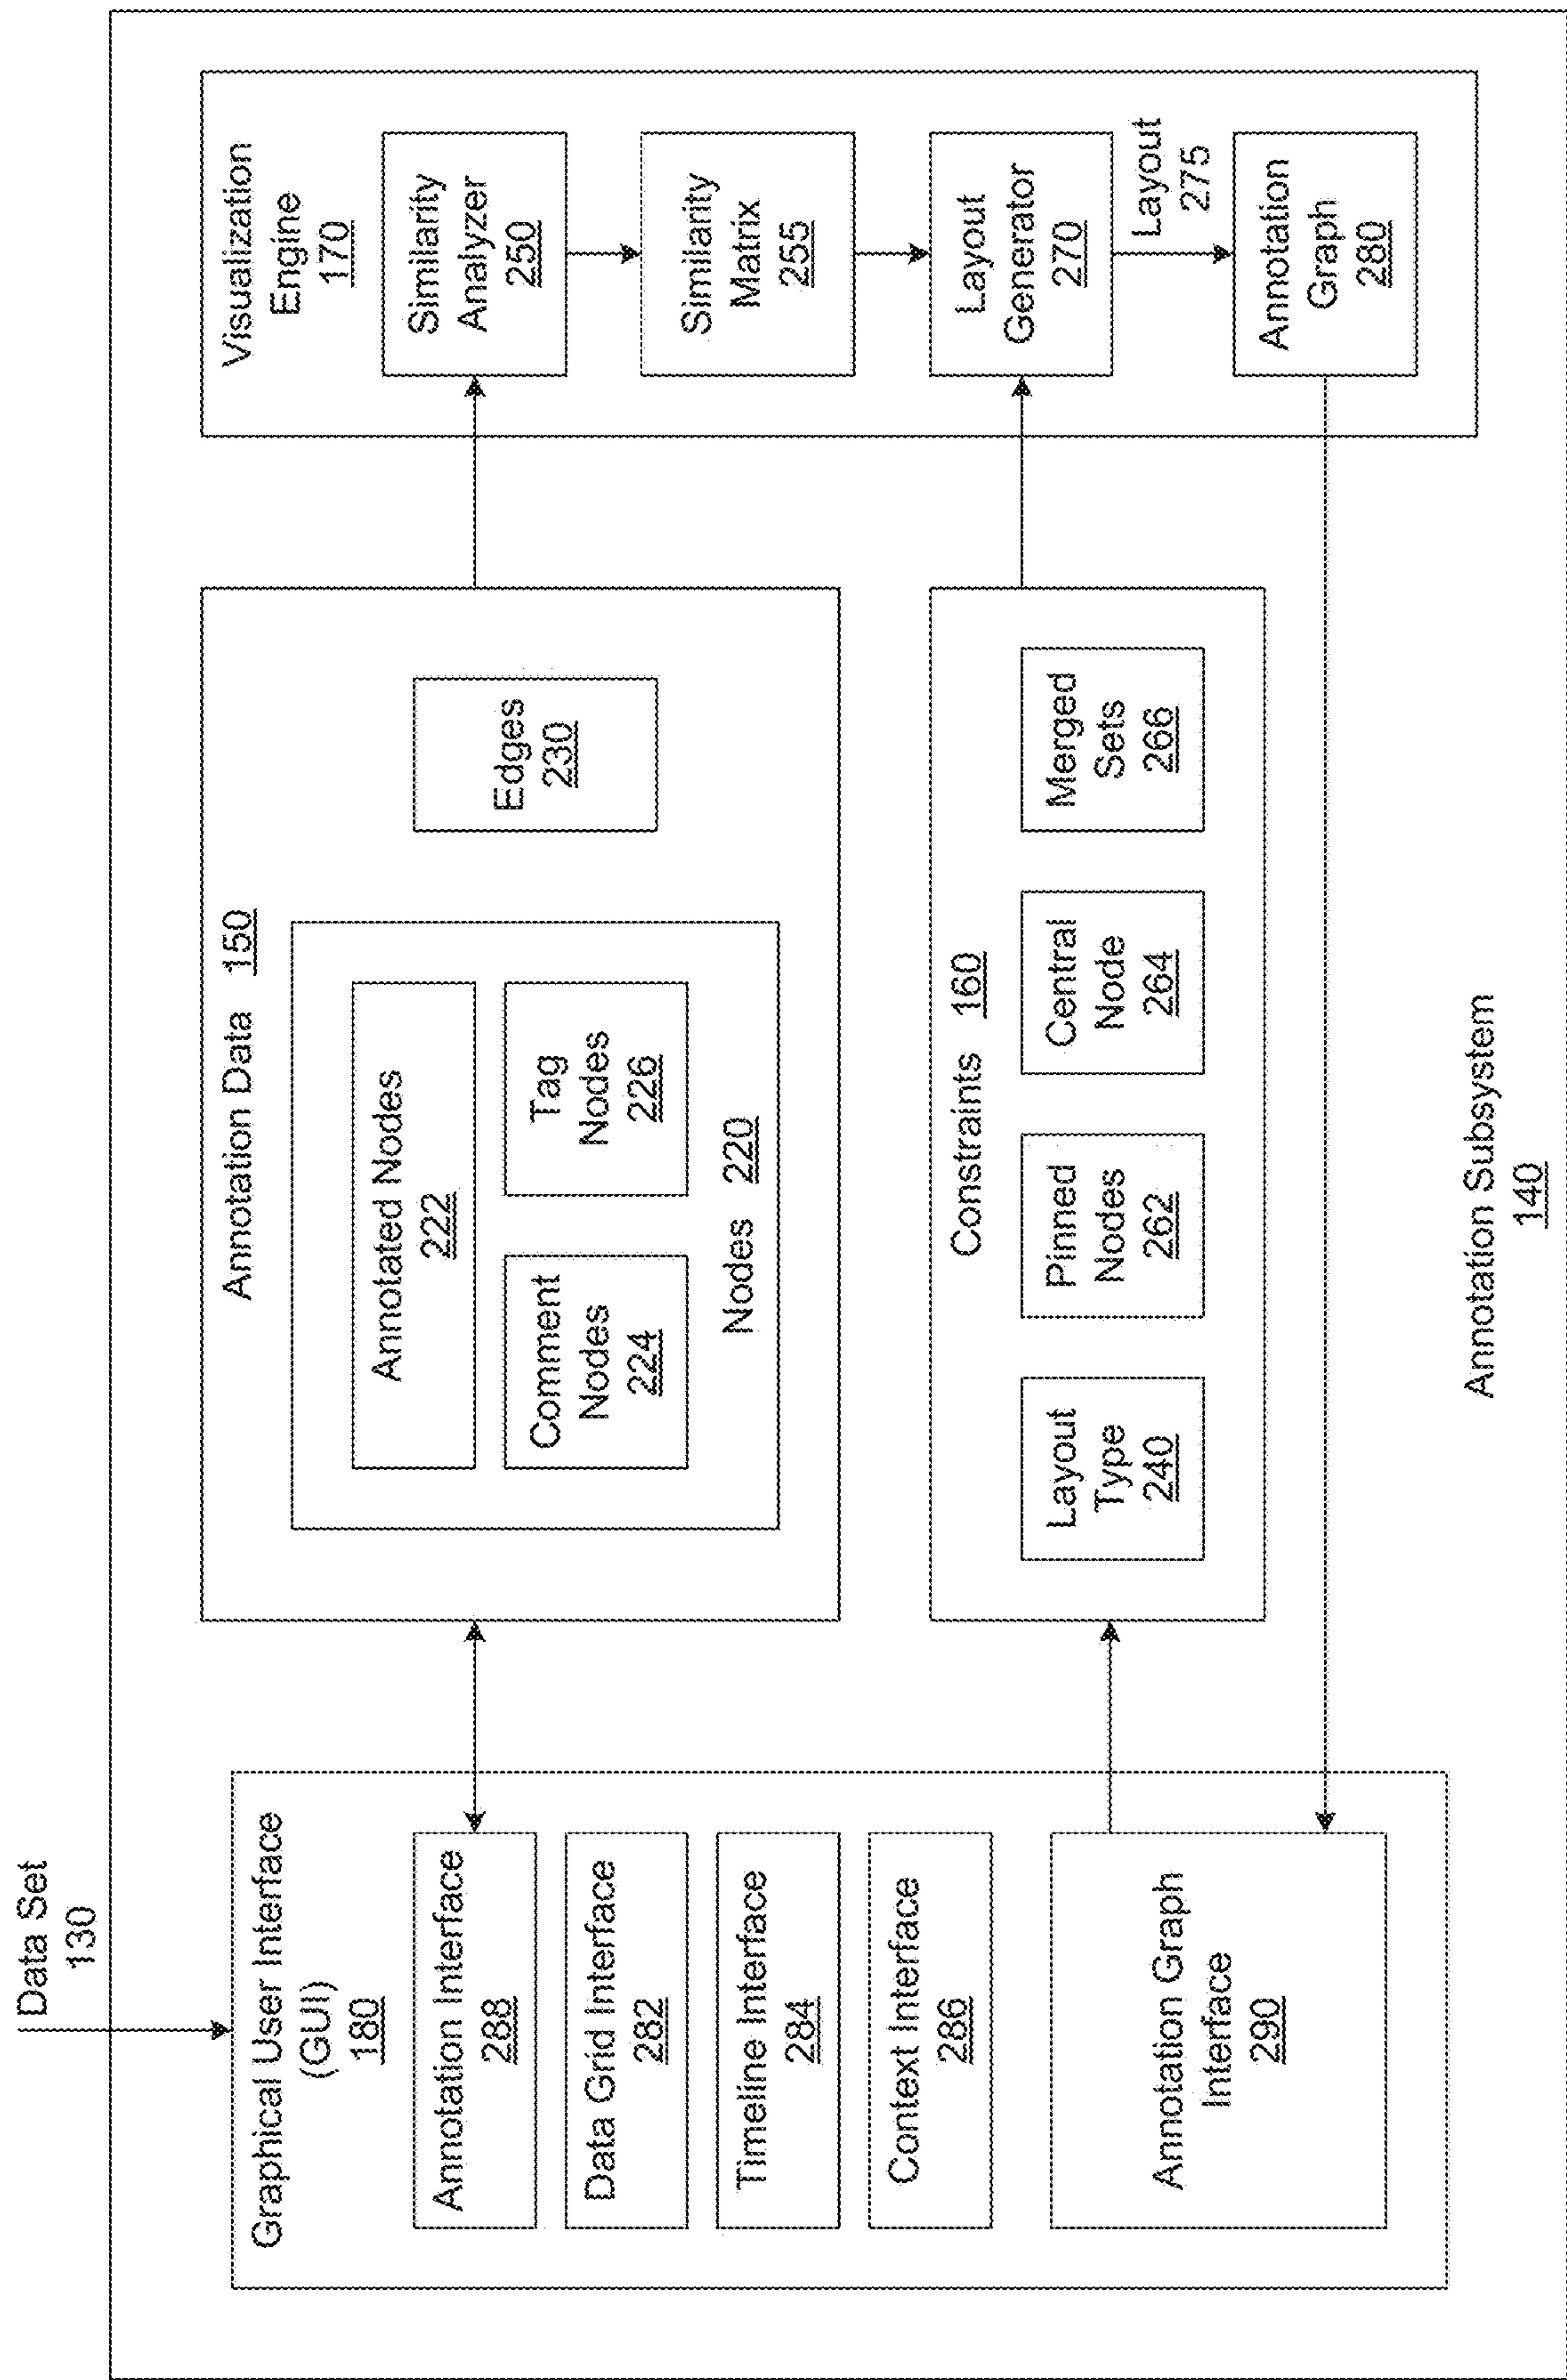 Data Set
130
Graphical User Interface
(GUI)
180
Annotation Interface
288
Data Grid Interface
282
Timeline Interface
284
Context Interface
286
Annotation Graph
Interface
290
Annotation Data 150
Annotated Nodes
222
Comment
Nodes
224
Tag
Nodes
226
Nodes 220
Edges
230
Constraints 160
Layout
Type
240
Pinned
Nodes
262
Central
Node
264
Merged
Sets
266
Visualization
Engine
170
Similarity
Analyzer
250
Similarity
Matrix
255
Layout
Generator
270
Layout
275
Annotation
Graph
280
Annotation Subsystem
140